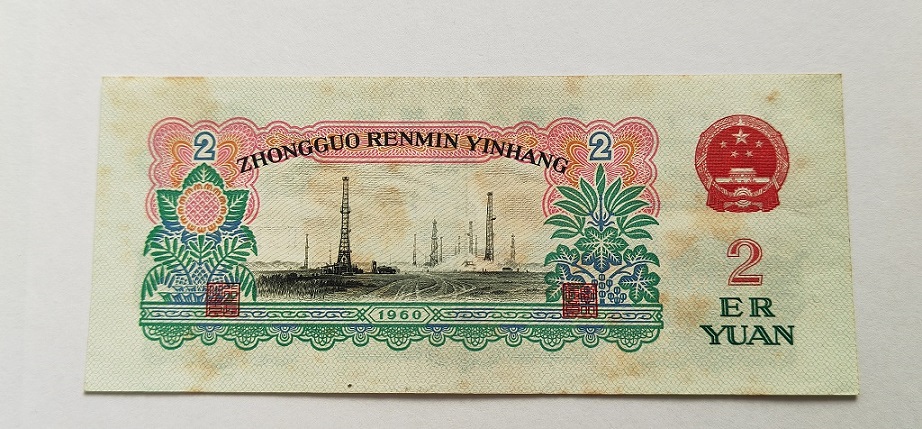 2 2
ZHONGGUO RENMIN YINHANG
1960
2
ER
YUAN